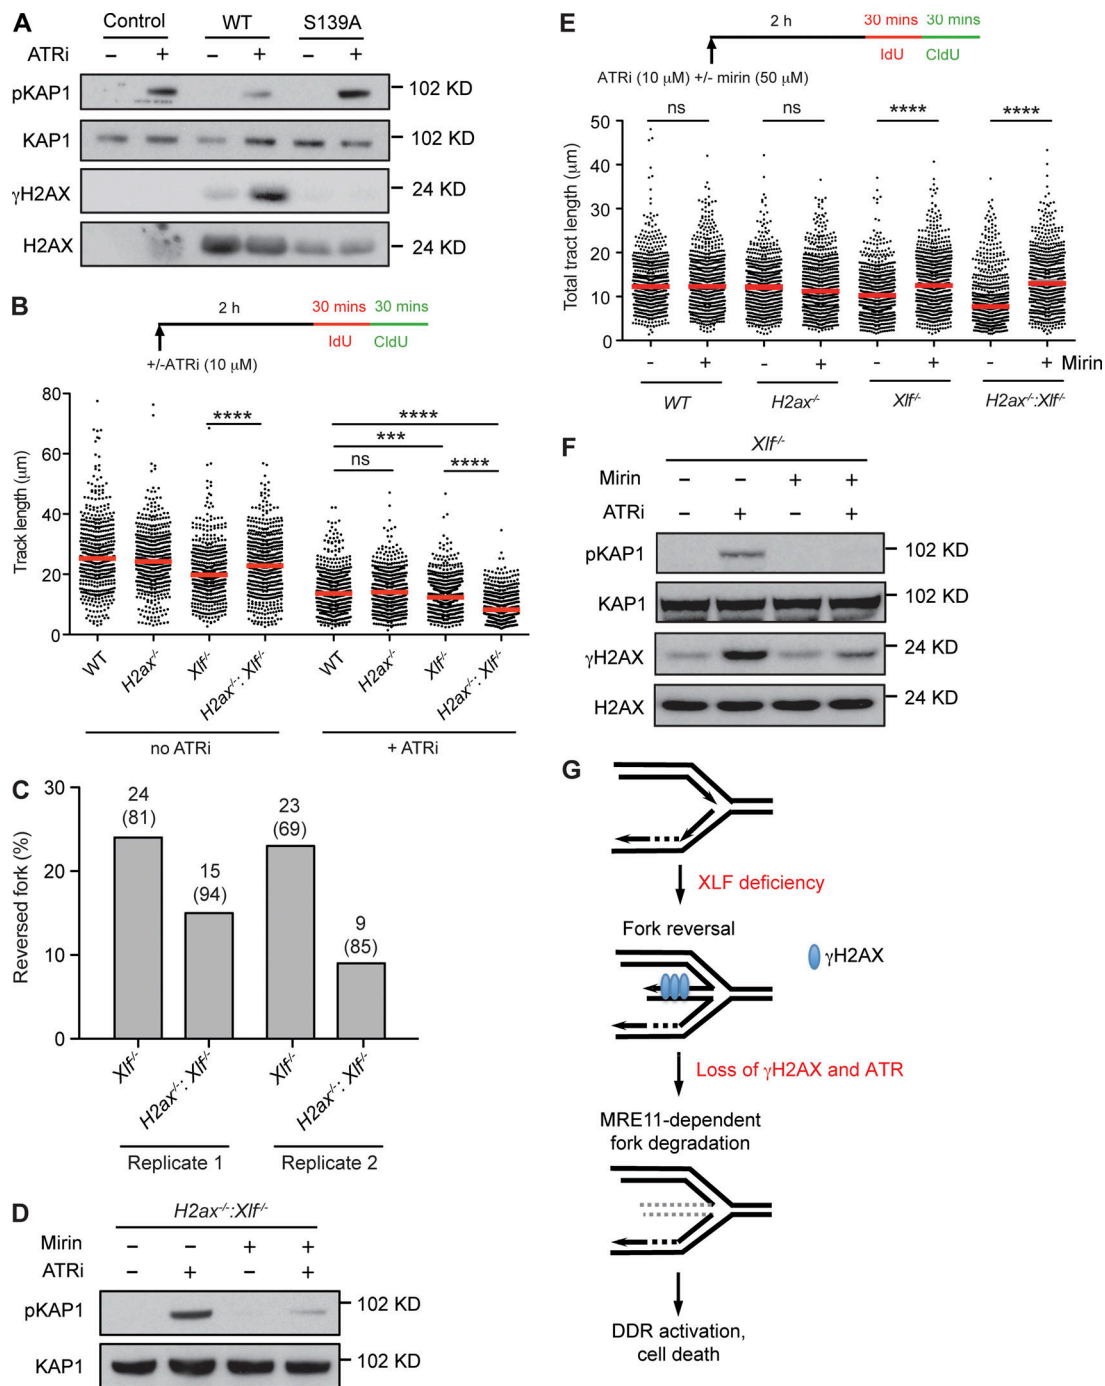 A
Control WT S139A
ATRi – + – + – +
pKAP1 102 KD
KAP1 102 KD
γH2AX 24 KD
H2AX 24 KD
B
2 h 30 mins 30 mins
IdU CldU
+/-ATRi (10 μM)
Track length (μm)
80
60
40
20
0
**** **** *** ns ****
WT H2ax-/- Xlf-/- H2ax-/-: Xlf-/- WT H2ax-/- Xlf-/- H2ax-/-: Xlf-/-
no ATRi + ATRi
C
Reversed fork (%)
30
20
10
0
24 (81) 15 (94) 23 (69) 9 (85)
Xlf-/- H2ax-/-: Xlf-/- Xlf-/- H2ax-/-: Xlf-/-
Replicate 1 Replicate 2
D
H2ax-/-:Xlf-/-
Mirin – – + +
ATRi – + – +
pKAP1 102 KD
KAP1 102 KD
E
2 h 30 mins 30 mins
IdU CldU
ATRi (10 μM) +/- mirin (50 μM)
Total tract length (μm)
50
40
30
20
10
0
ns ns **** ****
- + - + - + - + Mirin
WT H2ax-/- Xlf-/- H2ax-/-:Xlf-/-
F
Xlf-/-
Mirin – – + +
ATRi – + – +
pKAP1 102 KD
KAP1 102 KD
γH2AX 24 KD
H2AX 24 KD
G
XLF deficiency
Fork reversal
γH2AX
Loss of γH2AX and ATR
MRE11-dependent
fork degradation
DDR activation,
cell death